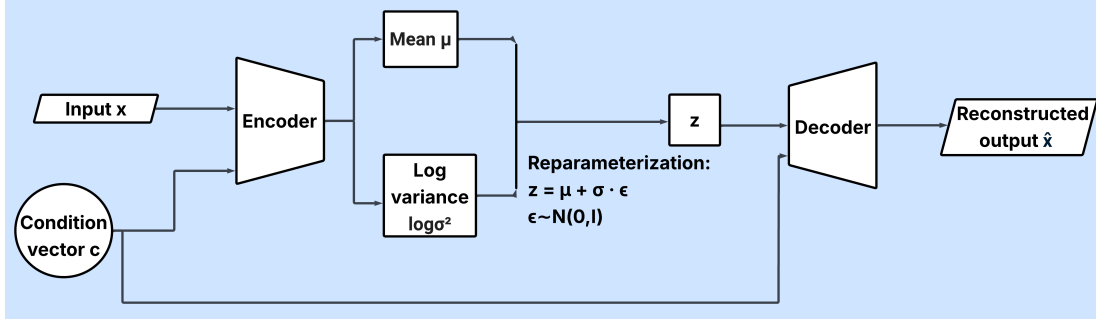 Input x
Condition
vector c
Encoder
Mean μ
Log
variance
logσ²
Reparameterization:
z = μ + σ · ϵ
ϵ~N(0,I)
z
Decoder
Reconstructed
output x̂